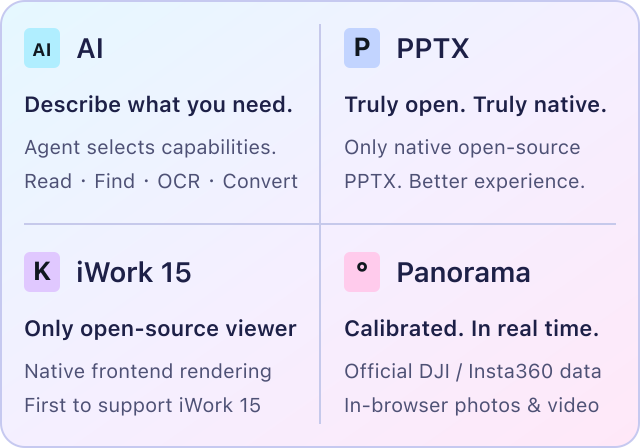 AI AI
Describe what you need.
Agent selects capabilities.
Read · Find · OCR · Convert
P PPTX
Truly open. Truly native.
Only native open-source
PPTX. Better experience.
K iWork 15
Only open-source viewer
Native frontend rendering
First to support iWork 15
° Panorama
Calibrated. In real time.
Official DJI / Insta360 data
In-browser photos & video